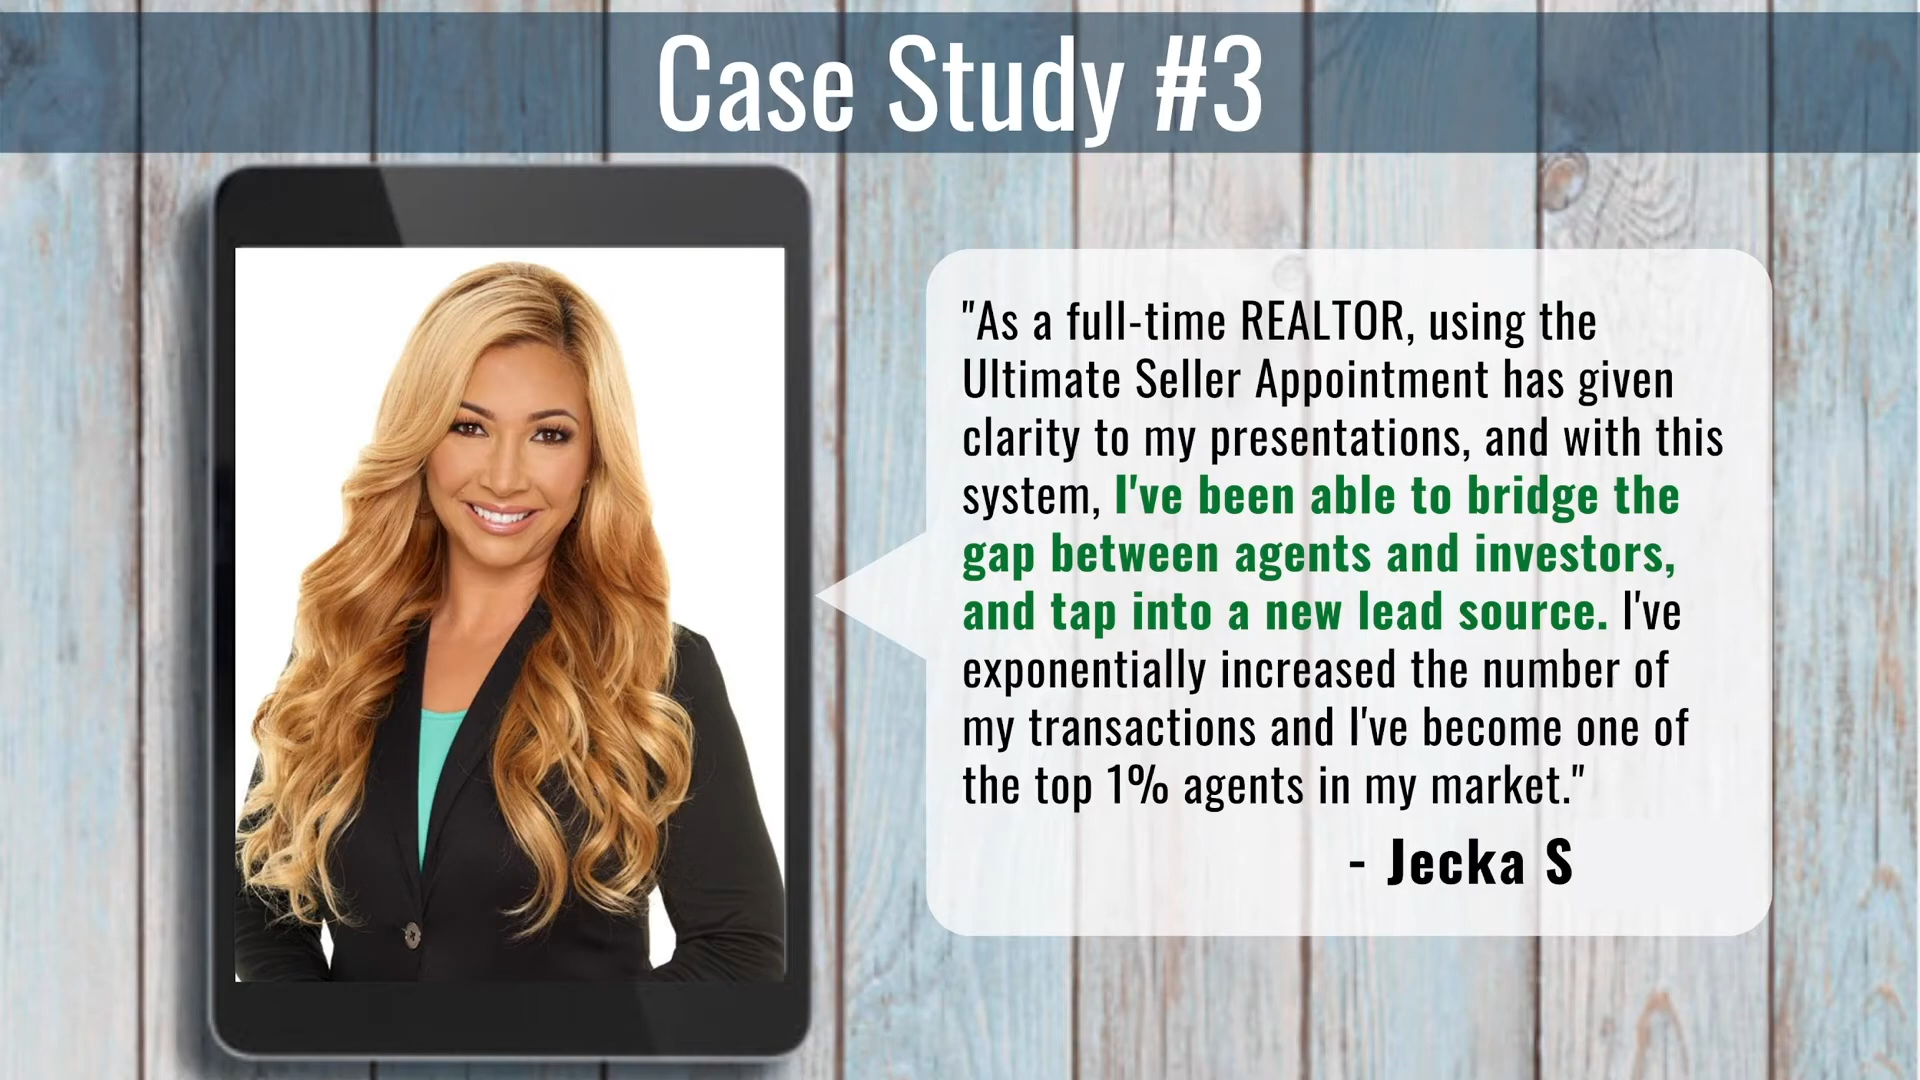 Case Study #3
"As a full-time REALTOR, using the
Ultimate Seller Appointment has given
clarity to my presentations, and with this
system, I've been able to bridge the
gap between agents and investors,
and tap into a new lead source. I've
exponentially increased the number of
my transactions and I've become one of
the top 1% agents in my market."
- Jecka S